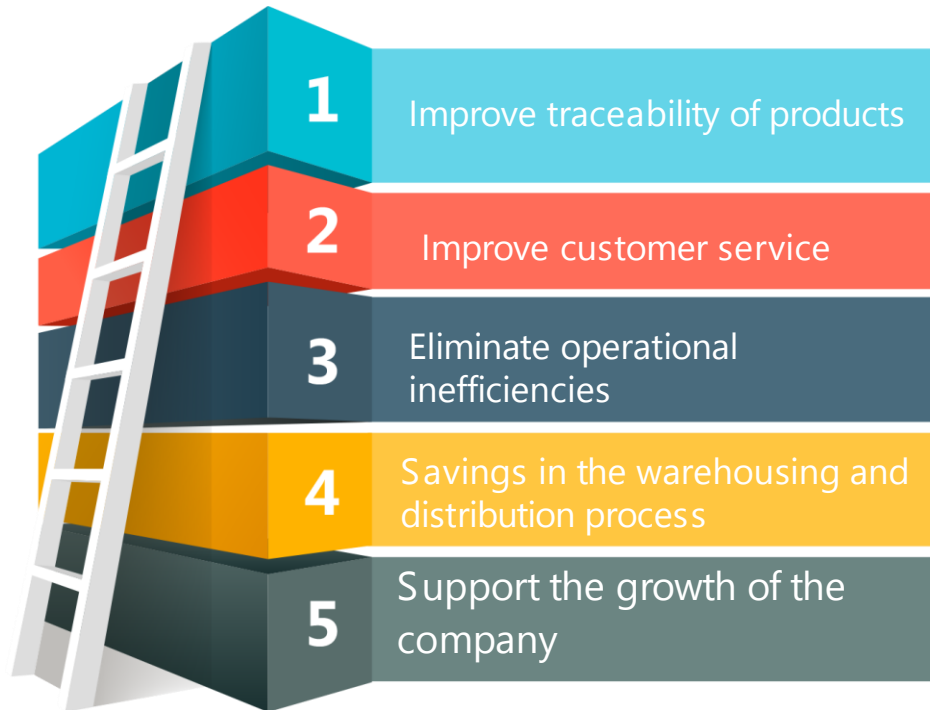 1
Improve traceability of products
2
Improve customer service
3
Eliminate operational
inefficiencies
4
Savings in the warehousing and
distribution process
5
Support the growth of the
company